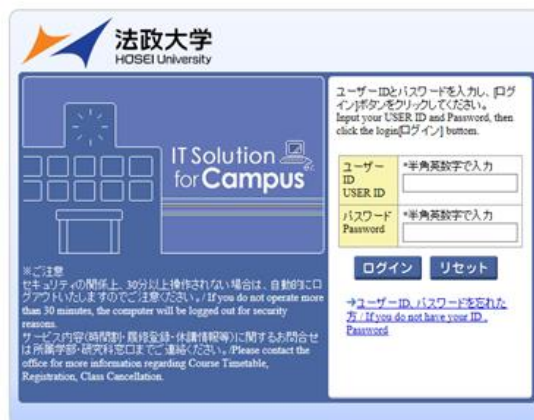 法政大学
HOSEI University
IT Solution
for Campus
※ご注意
セキュリティの関係上、30分以上操作されない場合は、自動的にロ
グアウトいたしますのでご注意ください。/ If you do not operate more
than 30 minutes, the computer will be logged out for security
reasons.
サービス内容(時間割・履修登録・休講情報等)に関するお問合せ
は所属学部・研究科窓口までご連絡ください。/Please contact the
office for more information regarding Course Timetable,
Registration, Class Cancellation.
ユーザーIDとパスワードを入力し、[ログ
イン]ボタンをクリックしてください。
Input your USER ID and Password, then
click the login[ログイン] buttom.
ユーザー
ID
USER ID
*半角英数字で入力
パスワード
Password
*半角英数字で入力
ログイン リセット
→ユーザーID、パスワードを忘れた
方 / If you do not have your ID ,
Password